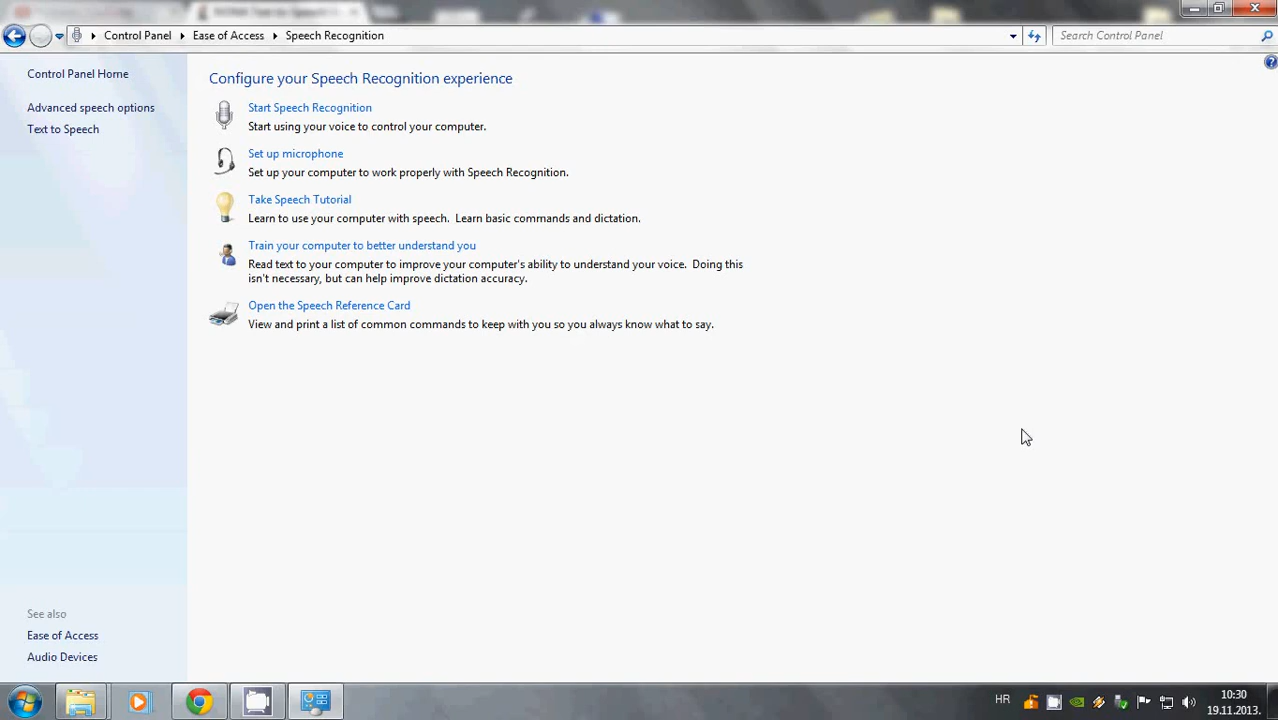 Control Panel
Ease of Access
Speech Recognition
Search Control Panel
Control Panel Home
Advanced speech options
Text to Speech
See also
Ease of Access
Audio Devices
Configure your Speech Recognition experience
Start Speech Recognition
Start using your voice to control your computer.
Set up microphone
Set up your computer to work properly with Speech Recognition.
Take Speech Tutorial
Learn to use your computer with speech. Learn basic commands and dictation.
Train your computer to better understand you
Read text to your computer to improve your computer's ability to understand your voice. Doing this
isn't necessary, but can help improve dictation accuracy.
Open the Speech Reference Card
View and print a list of common commands to keep with you so you always know what to say.
HR
10:30
19.11.2013.